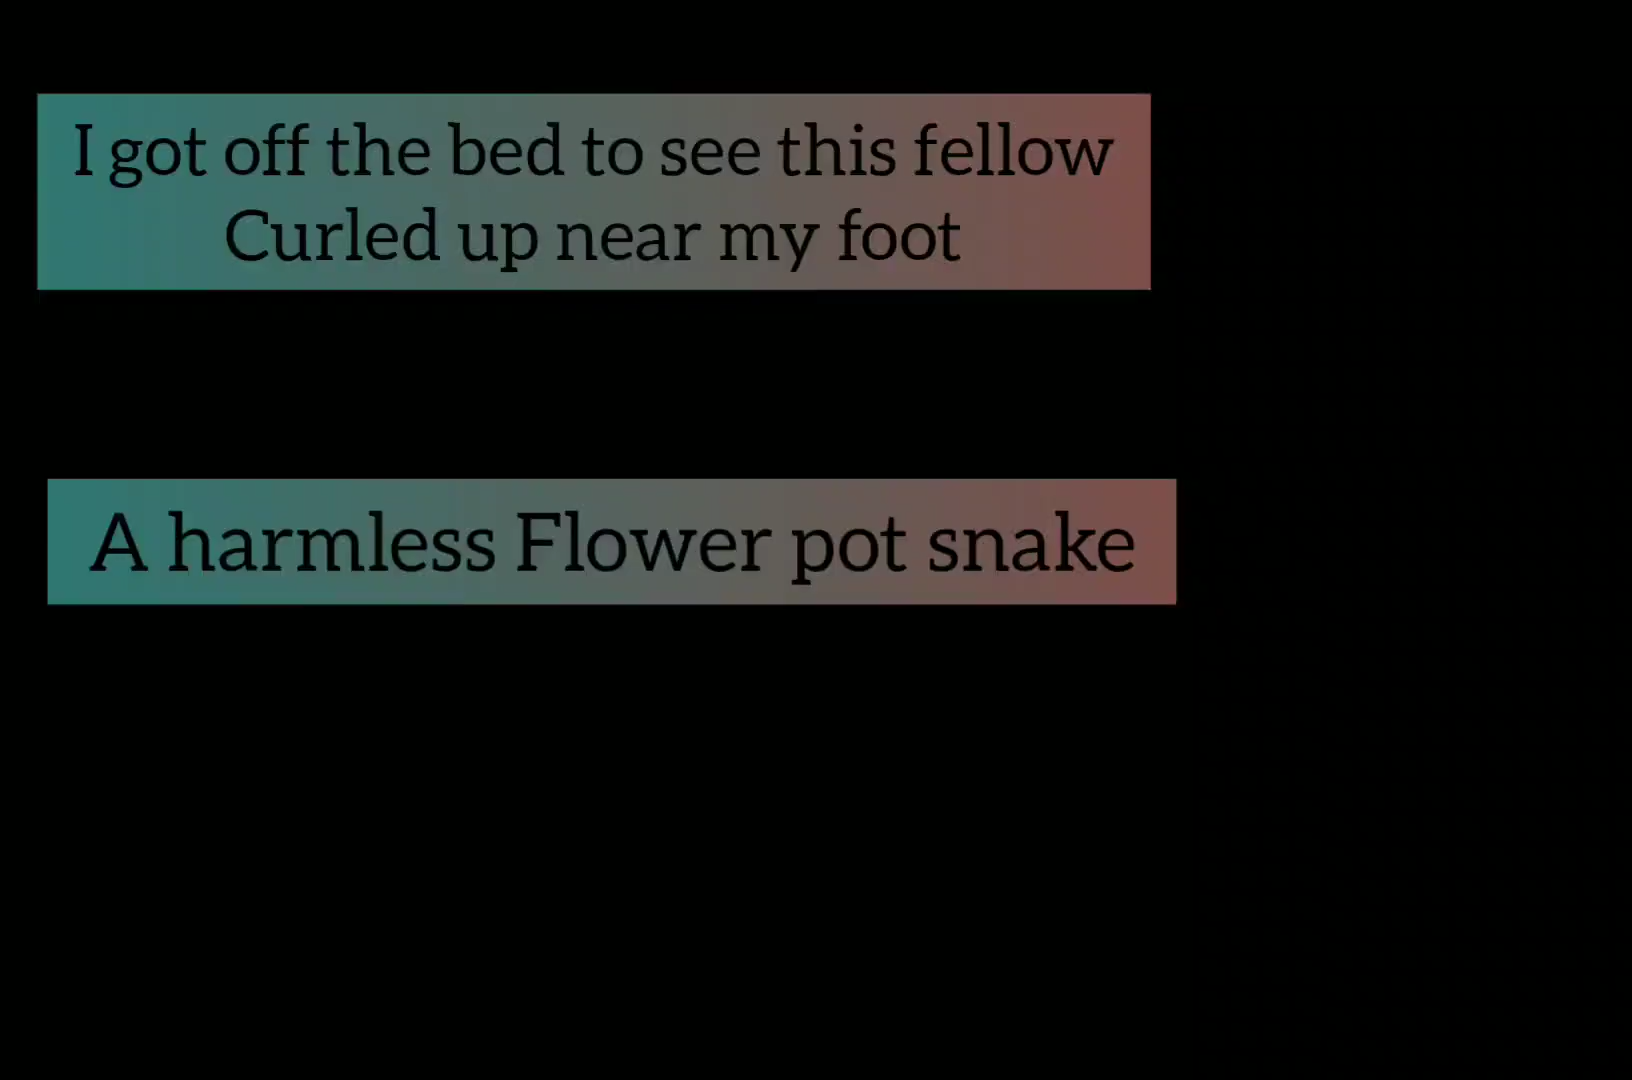 I got off the bed to see this fellow
Curled up near my foot
A harmless Flower pot snake